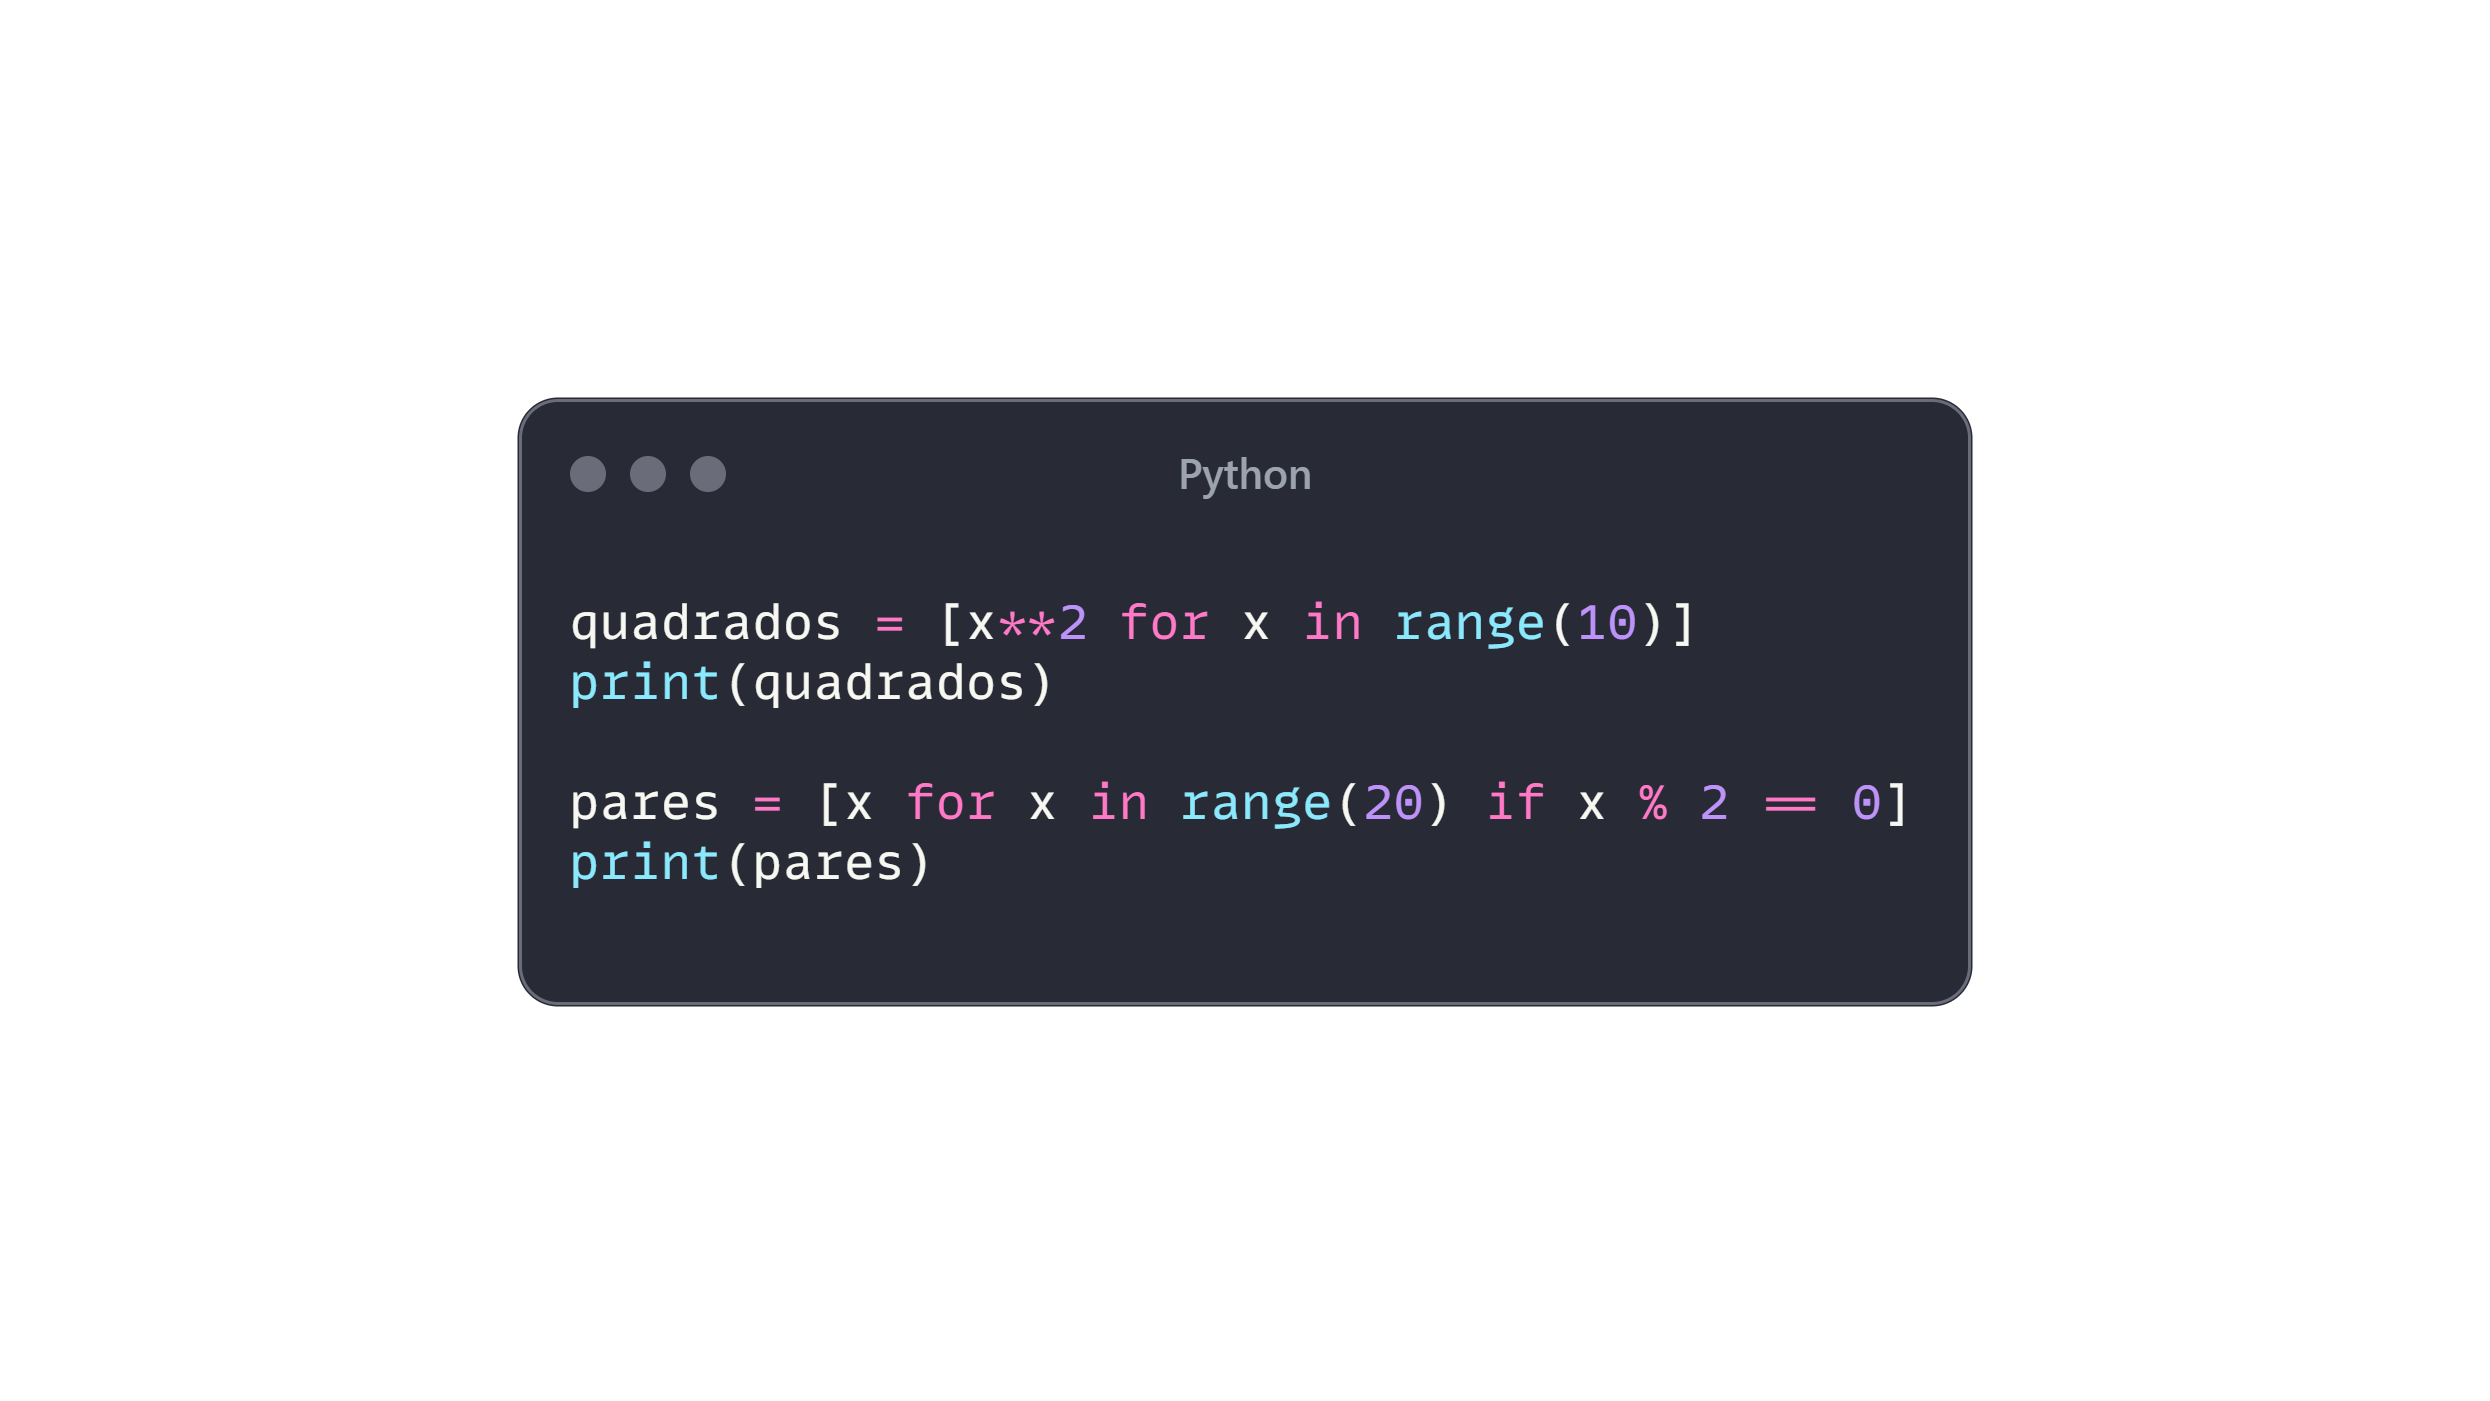 Python
quadrados = [x**2 for x in range(10)]
print(quadrados)
pares = [x for x in range(20) if x % 2 == 0]
print(pares)